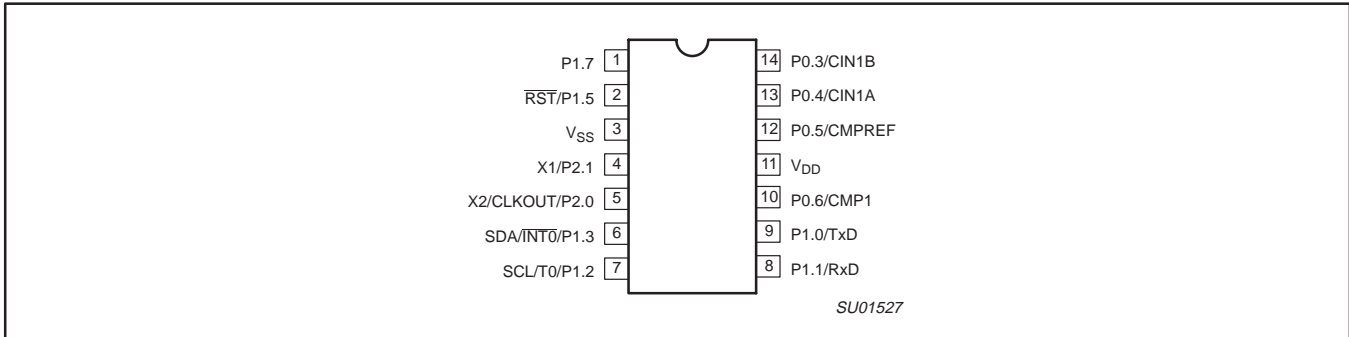 P1.7 1 14 P0.3/CIN1B
R̅S̅T̅/P1.5 2 13 P0.4/CIN1A
VSS 3 12 P0.5/CMPREF
X1/P2.1 4 11 VDD
X2/CLKOUT/P2.0 5 10 P0.6/CMP1
SDA/I̅N̅T̅0̅/P1.3 6 9 P1.0/TxD
SCL/T0/P1.2 7 8 P1.1/RxD
SU01527